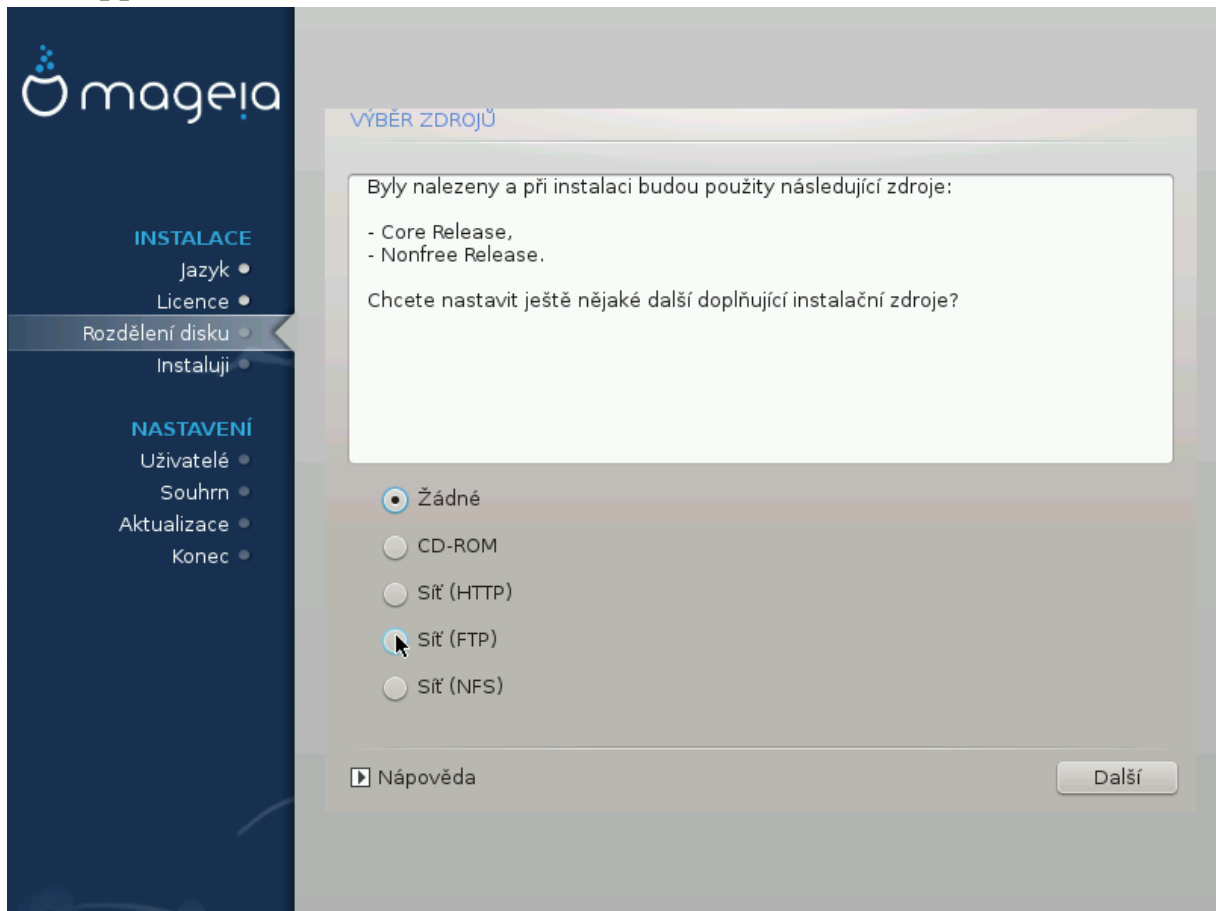 mageia
INSTALACE
Jazyk
Licence
Rozdělení disku
Instaluji
NASTAVENÍ
Uživatelé
Souhrn
Aktualizace
Konec
VÝBĚR ZDROJŮ
Byly nalezeny a při instalaci budou použity následující zdroje:
- Core Release,
- Nonfree Release.
Chcete nastavit ještě nějaké další doplňující instalační zdroje?
Žádné
CD-ROM
Síť (HTTP)
Síť (FTP)
Síť (NFS)
Nápověda
Další